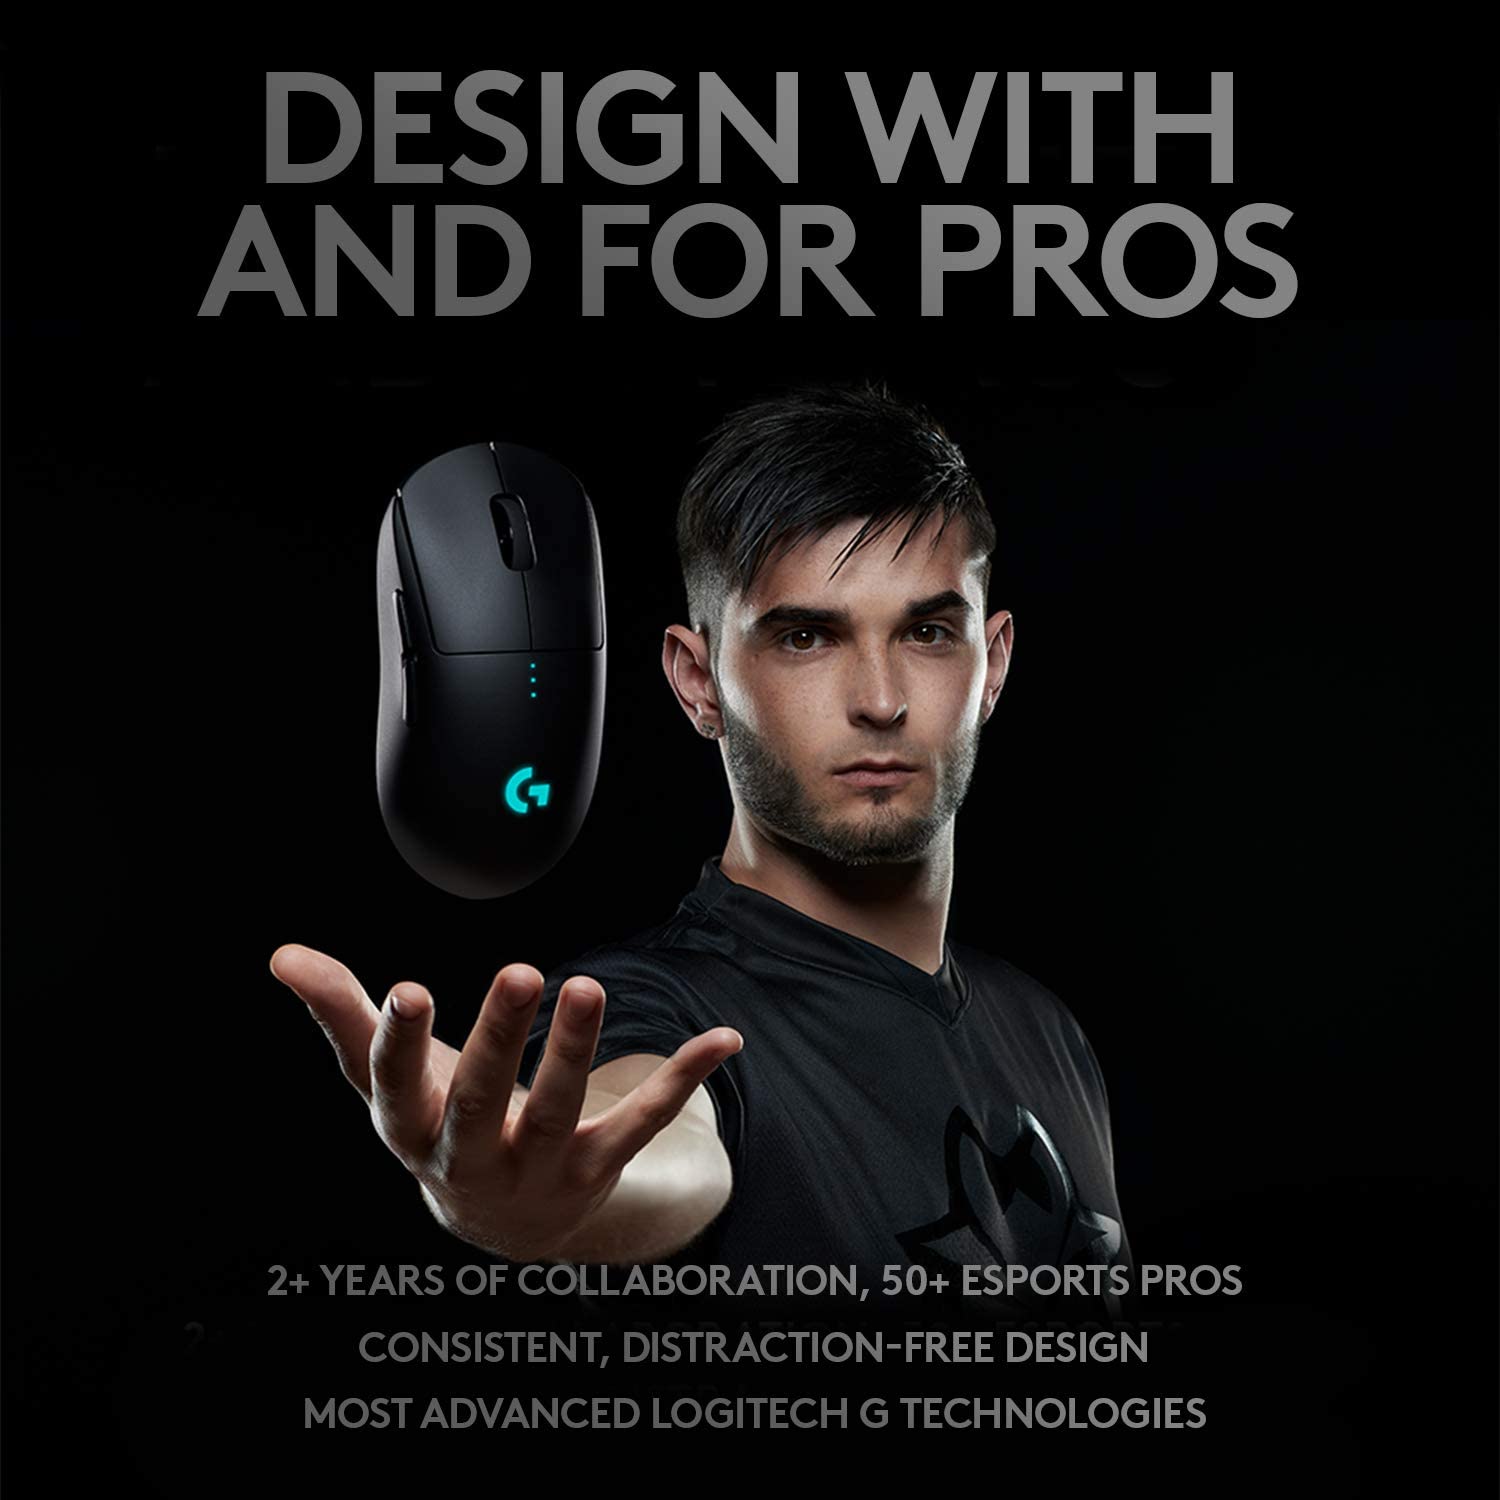 DESIGN WITH
AND FOR PROS
G
2+ YEARS OF COLLABORATION, 50+ ESPORTS PROS
CONSISTENT, DISTRACTION-FREE DESIGN
MOST ADVANCED LOGITECH G TECHNOLOGIES